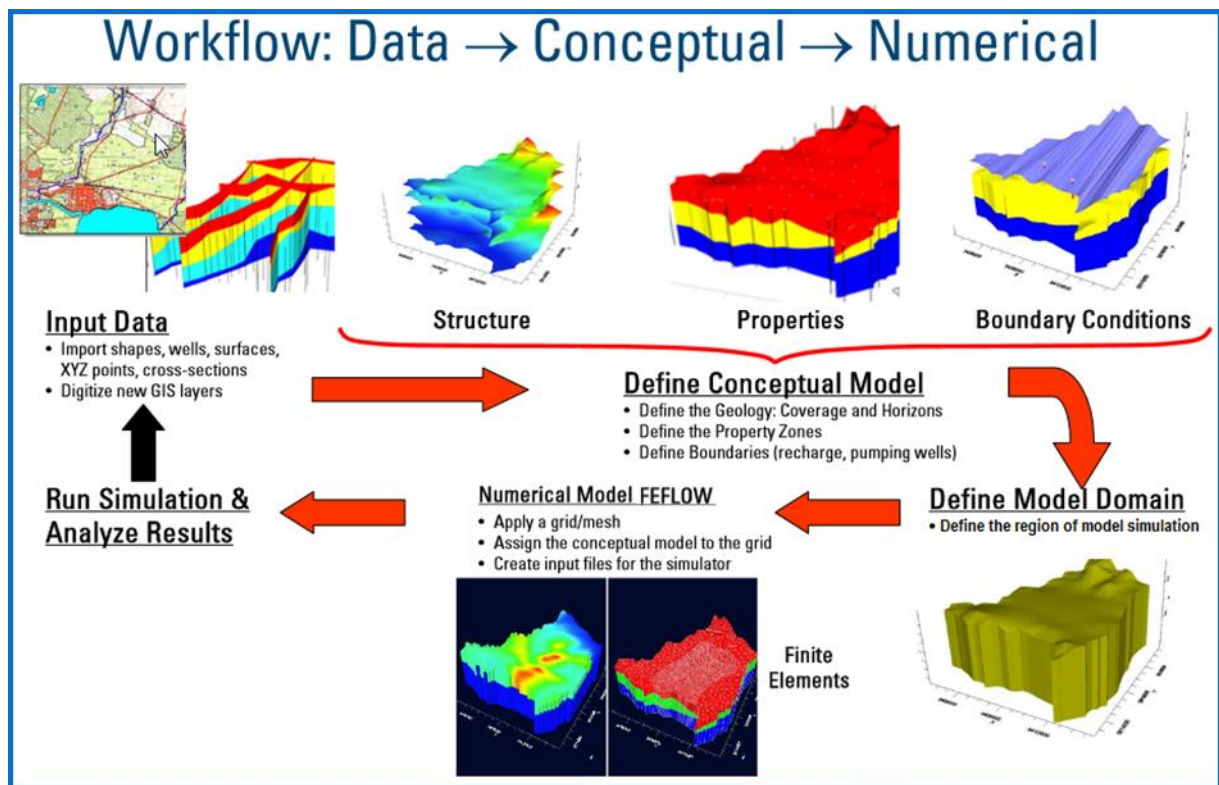 Workflow: Data → Conceptual → Numerical
Input Data
• Import shapes, wells, surfaces,
XYZ points, cross-sections
• Digitize new GIS layers
Structure
Properties
Boundary Conditions
Define Conceptual Model
• Define the Geology: Coverage and Horizons
• Define the Property Zones
• Define Boundaries (recharge, pumping wells)
Define Model Domain
• Define the region of model simulation
Numerical Model FEFLOW
• Apply a grid/mesh
• Assign the conceptual model to the grid
• Create input files for the simulator
Run Simulation &
Analyze Results
Finite
Elements